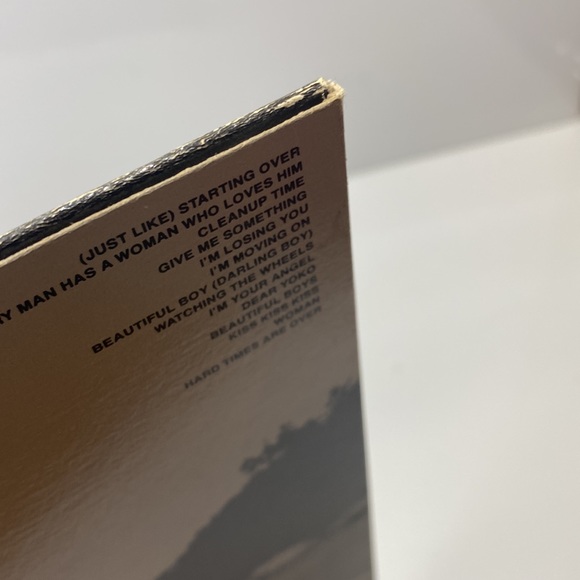 (JUST LIKE) STARTING OVER
Y MAN HAS A WOMAN WHO LOVES HIM
CLEANUP TIME
GIVE ME SOMETHING
I'M LOSING YOU
I'M MOVING ON
BEAUTIFUL BOY (DARLING BOY)
WATCHING THE WHEELS
I'M YOUR ANGEL
DEAR YOKO
BEAUTIFUL BOYS
KISS KISS KISS
WOMAN
HARD TIMES ARE OVER